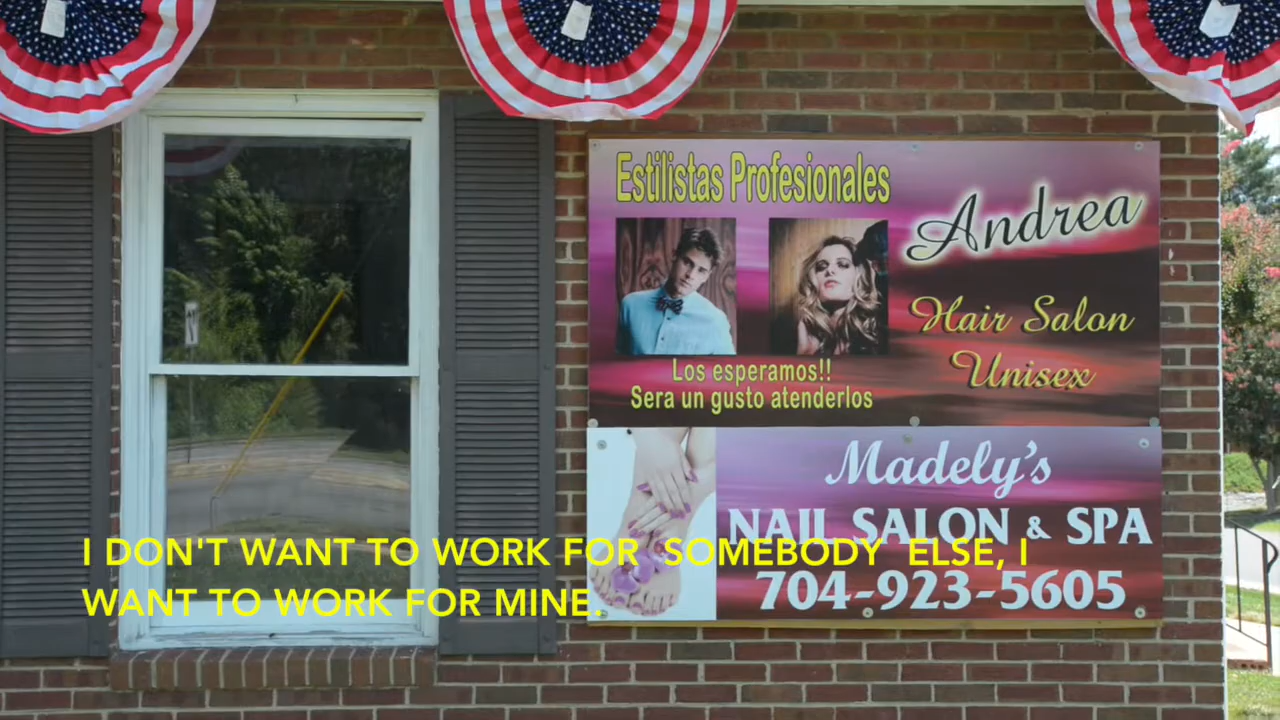 Estilistas Profesionales
Andrea
Hair Salon
Unisex
Los esperamos!!
Sera un gusto atenderlos
Madely's
NAIL SALON & SPA
704-923-5605
I DON'T WANT TO WORK FOR SOMEBODY ELSE, I
WANT TO WORK FOR MINE.